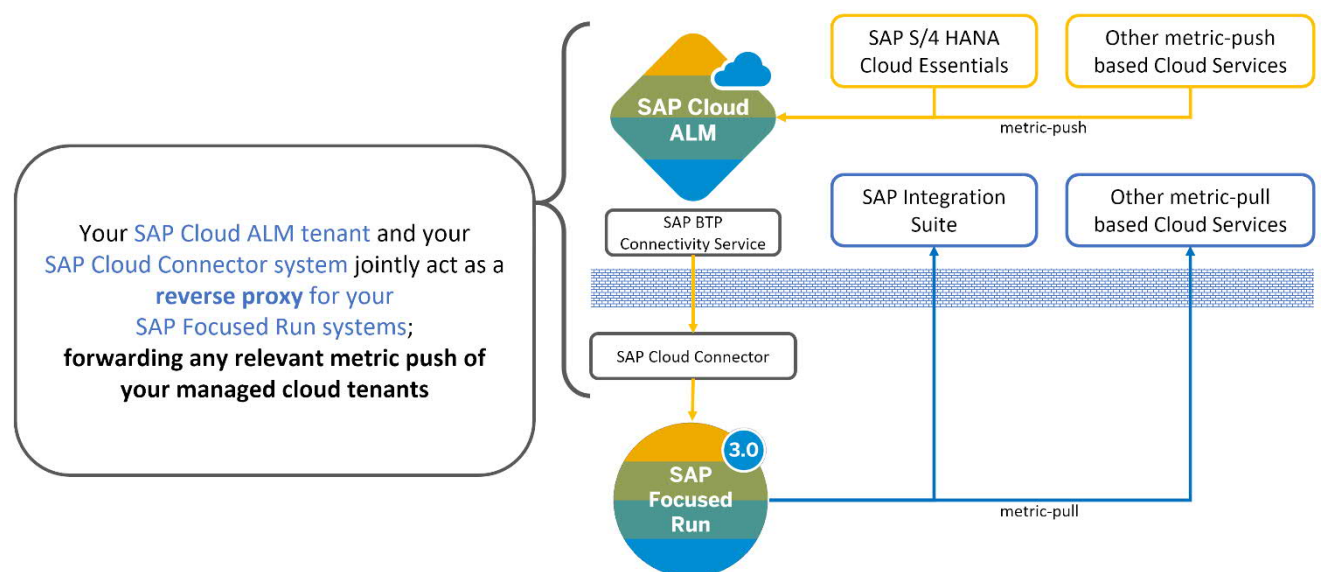 SAP S/4 HANA
Cloud Essentials
Other metric-push
based Cloud Services
SAP Cloud
ALM
metric-push
Your SAP Cloud ALM tenant and your
SAP Cloud Connector system jointly act as a
reverse proxy for your
SAP Focused Run systems;
forwarding any relevant metric push of
your managed cloud tenants
SAP Integration
Suite
Other metric-pull
based Cloud Services
SAP BTP
Connectivity Service
SAP Cloud Connector
3.0
SAP
Focused
Run
metric-pull